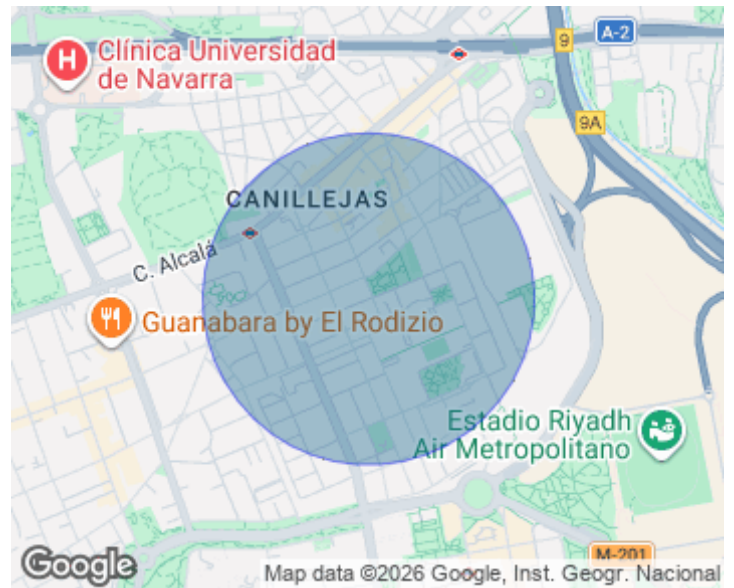 A-2
9
Clínica Universidad
de Navarra
9A
CANILLEJAS
C. Alcalá
Guanabara by El Rodizio
Estadio Riyadh
Air Metropolitano
M-201
Google
Map data ©2026 Google, Inst. Geogr. Nacional